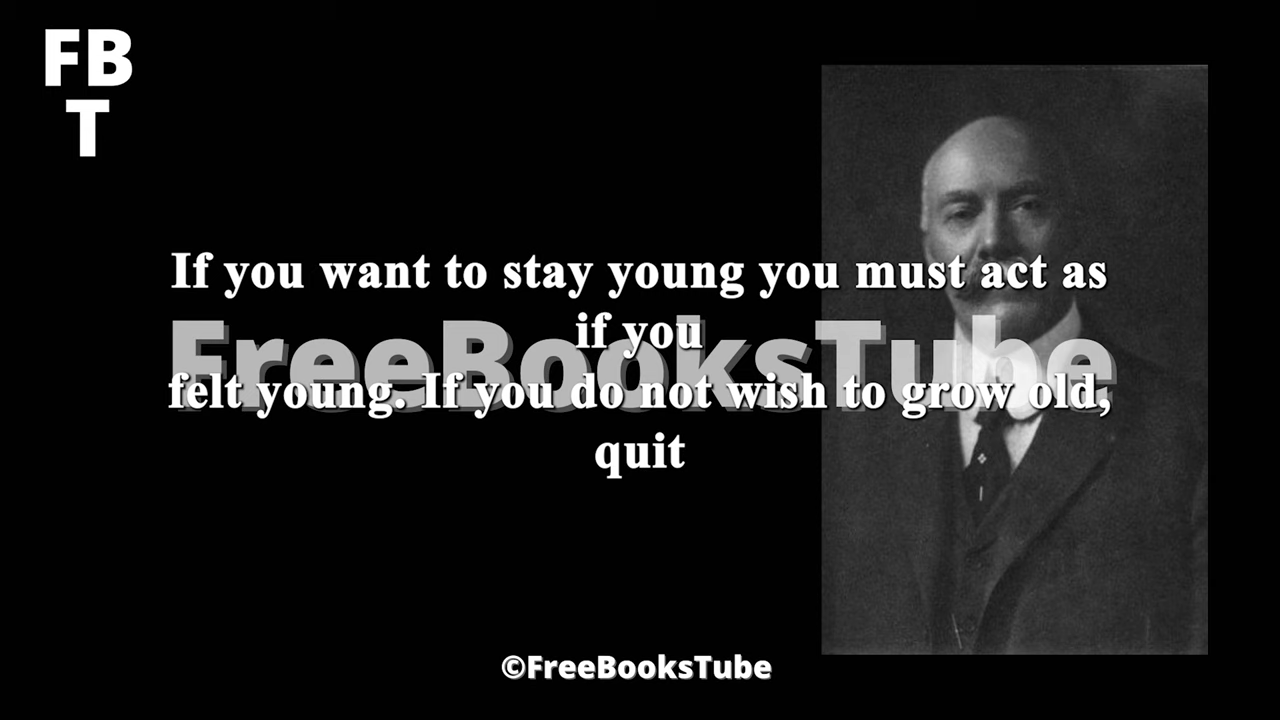 FB
T
If you want to stay young you must act as
if you
FreeBooksTube
felt young. If you do not wish to grow old,
quit
©FreeBooksTube